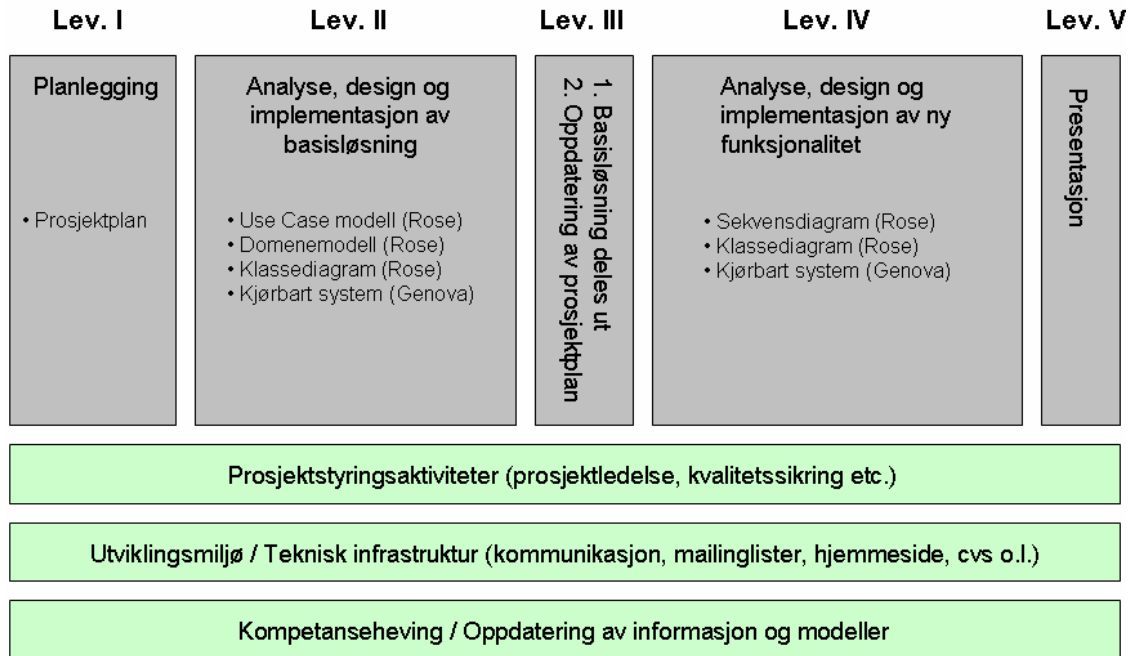 Lev. I
Lev. II
Lev. III
Lev. IV
Lev. V
Planlegging
• Prosjektplan
Analyse, design og
implementasjon av
basisløsning
• Use Case modell (Rose)
• Domenemodell (Rose)
• Klassediagram (Rose)
• Kjørbart system (Genova)
1. Basisløsning deles ut
2. Oppdatering av prosjektplan
Analyse, design og
implementasjon av ny
funksjonalitet
• Sekvensdiagram (Rose)
• Klassediagram (Rose)
• Kjørbart system (Genova)
Presentasjon
Prosjektstyringsaktiviteter (prosjektledelse, kvalitetssikring etc.)
Utviklingsmiljø / Teknisk infrastruktur (kommunikasjon, mailinglister, hjemmeside, cvs o.l.)
Kompetanseheving / Oppdatering av informasjon og modeller